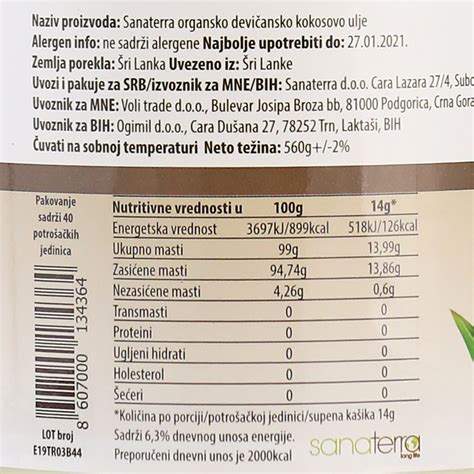 Naziv proizvoda: Sanaterra organsko devičansko kokosovo ulje
Alergen info: ne sadrži alergene Najbolje upotrebiti do: 27.01.2021.
Zemlja porekla: Šri Lanka Uvezeno iz: Šri Lanke
Uvozi i pakuje za SRB/izvoznik za MNE/BIH: Sanaterra d.o.o., Cara Lazara 27/4, Subo
Uvoznik za MNE: Voli trade d.o.o., Bulevar Josipa Broza bb, 81000 Podgorica, Crna Gora
Uvoznik za BIH: Ogimil d.o.o., Cara Dušana 27, 78252 Trn, Laktaši, BIH
Čuvati na sobnoj temperaturi Neto težina: 560g+/-2%
Pakovanje
sadrži 40
potrošačkih
jedinica
8 607000 134364
LOT broj
E19TR03B44
Nutritivne vrednosti u 100g 14g*
Energetska vrednost 3697kJ/899kcal 518kJ/126kcal
Ukupno masti 99g 13,99g
Zasićene masti 94,74g 13,86g
Nezasićene masti 4,26g 0,6g
Transmasti 0 0
Proteini 0 0
Ugljeni hidrati 0 0
Holesterol 0 0
Šećeri 0 0
*Količina po porciji/potrošačkoj jedinici/supena kašika 14g
Sadrži 6,3% dnevnog unosa energije.
Preporučeni dnevni unos je 2000kcal
sanaterra
long life